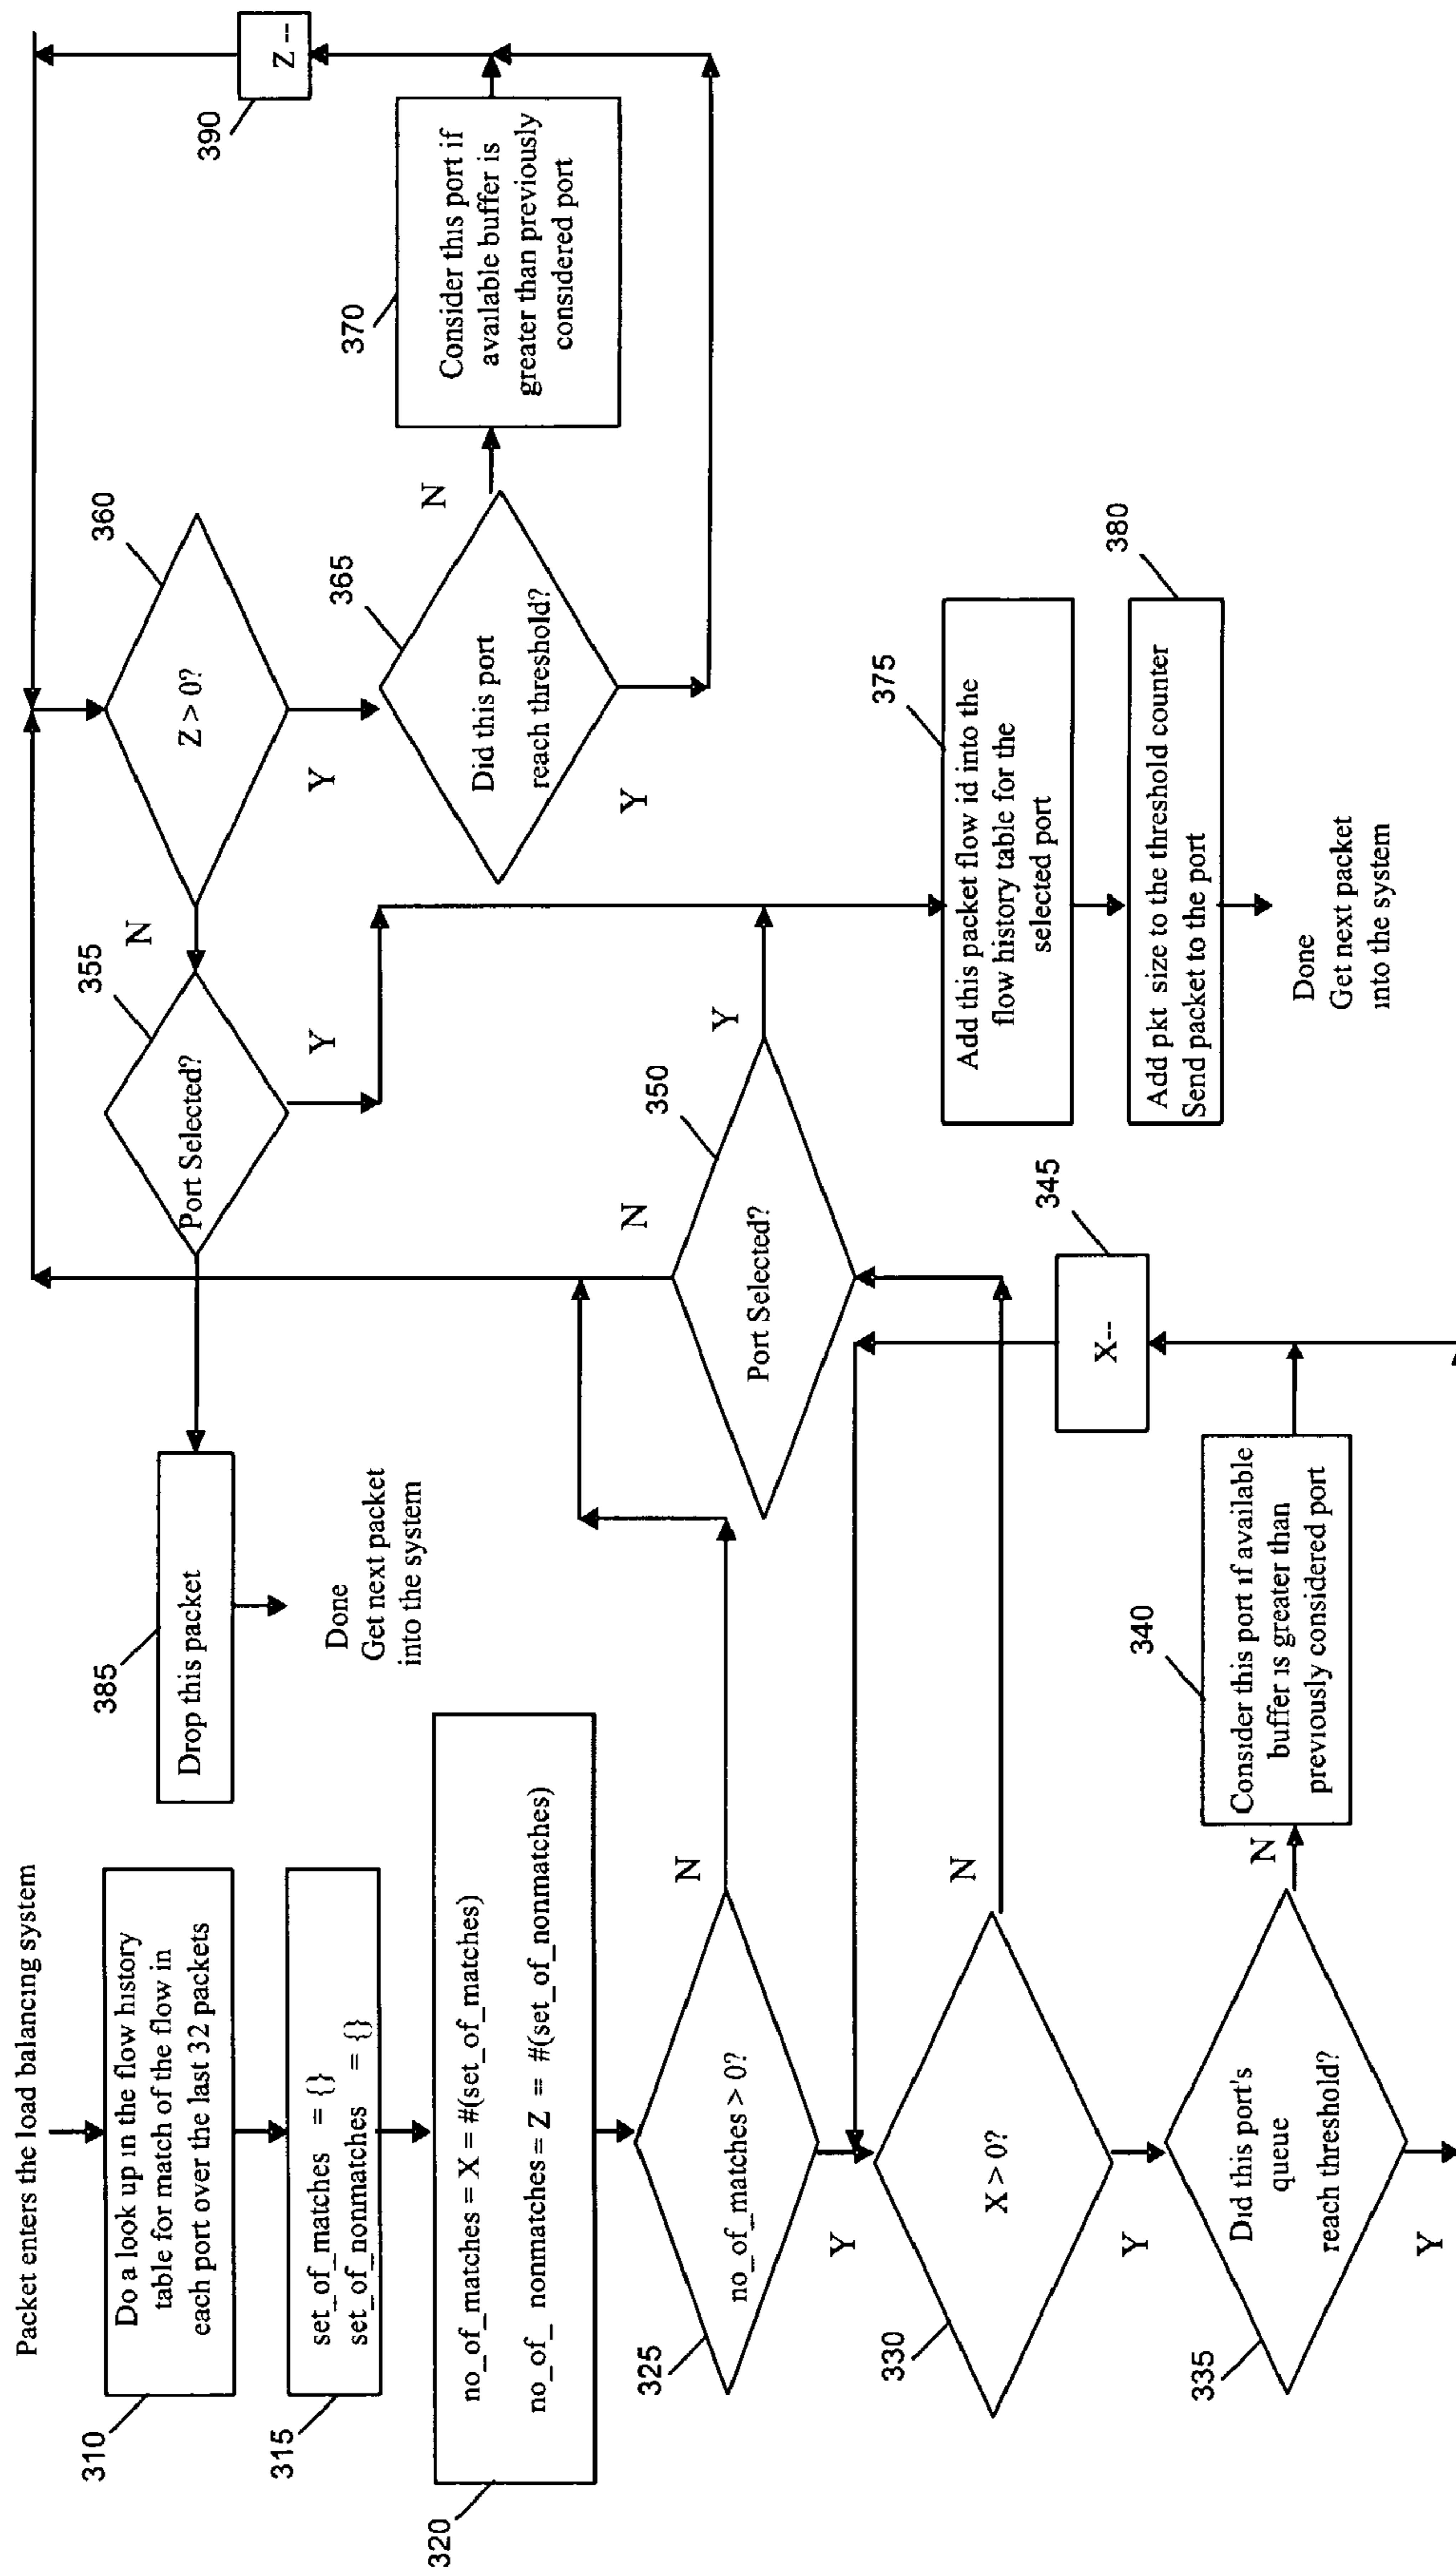 Packet enters the load balancing system
310
Do a look up in the flow history
table for match of the flow in
each port over the last 32 packets
315
set_of_matches = {}
set_of_nonmatches = {}
320
no_of_matches = X = #(set_of_matches)
no_of_ nonmatches = Z = #(set_of_nonmatches)
325
no_of_matches > 0?
N
Y
330
X > 0?
N
Y
335
Did this port's
queue
reach threshold?
N
Y
340
Consider this port if available
buffer is greater than
previously considered port
345
X--
350
Port Selected?
N
Y
355
Port Selected?
Y
N
360
Z > 0?
Y
365
Did this port
reach threshold?
N
Y
370
Consider this port if
available buffer is
greater than previously
considered port
390
Z --
375
Add this packet flow id into the
flow history table for the
selected port
380
Add pkt size to the threshold counter
Send packet to the port
Done
Get next packet
into the system
385
Drop this packet
Done
Get next packet
into the system